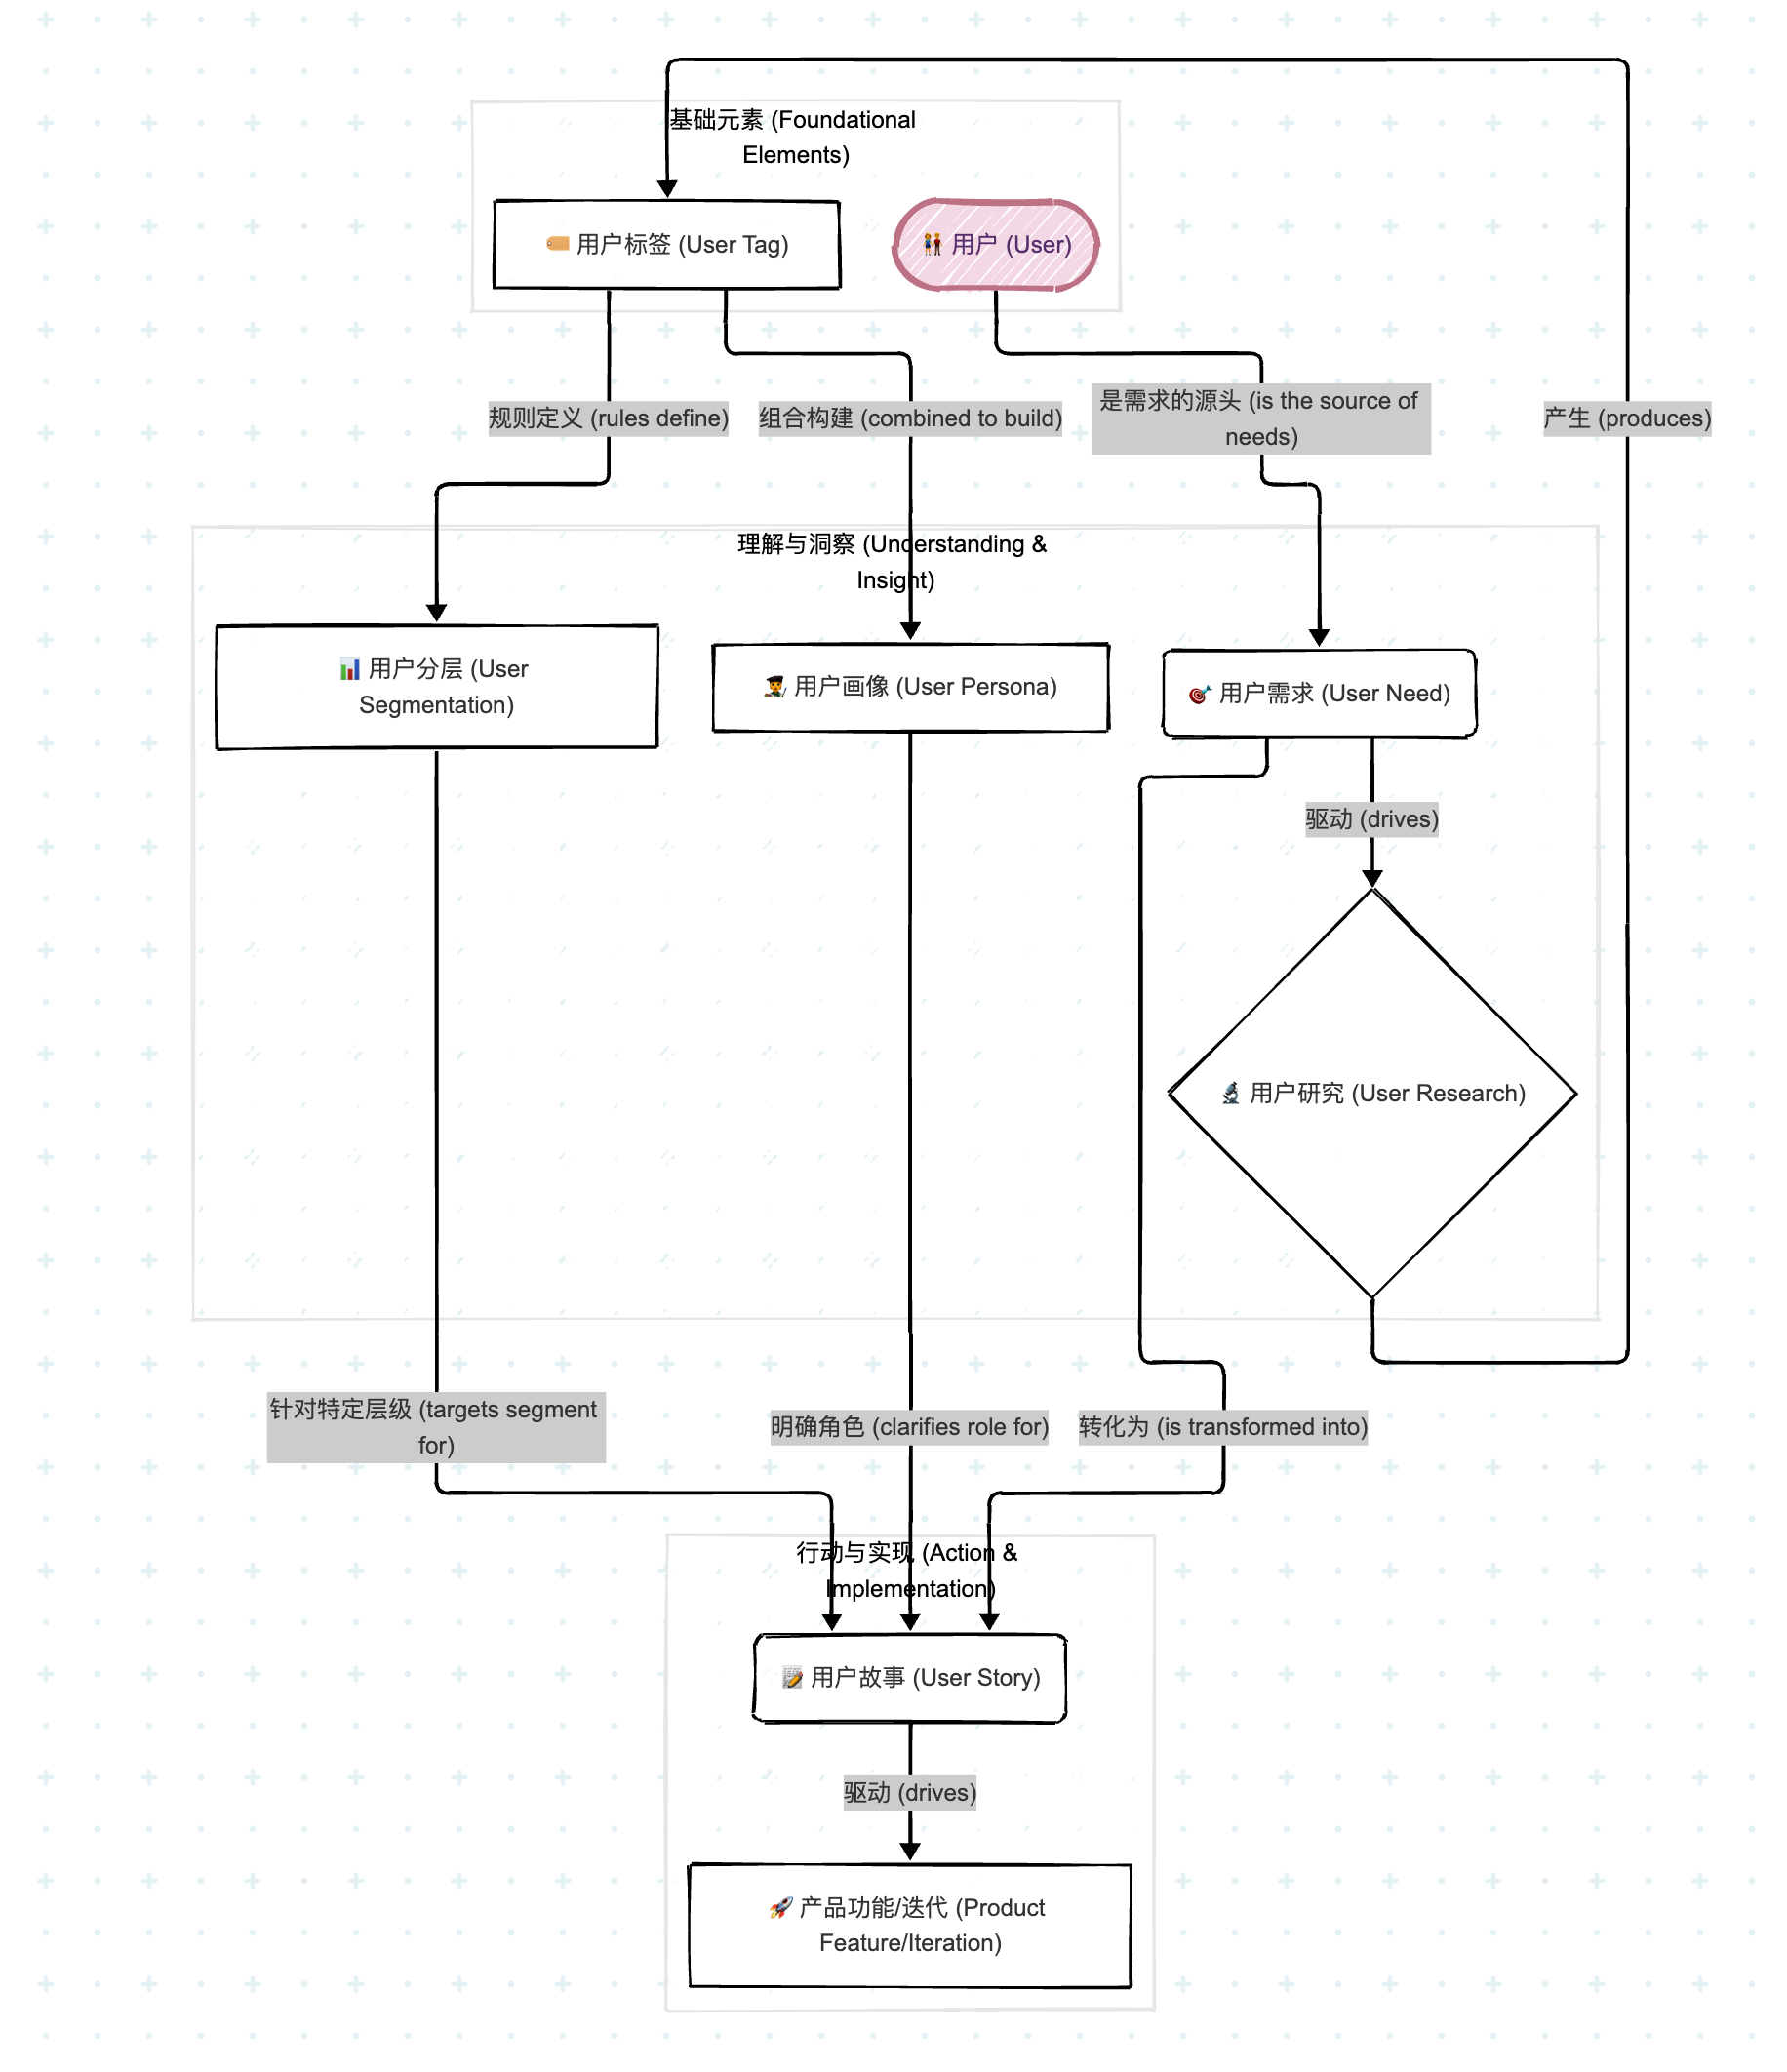 基础元素 (Foundational
Elements)
用户标签 (User Tag)
用户 (User)
规则定义 (rules define)
组合构建 (combined to build)
是需求的源头 (is the source of
needs)
产生 (produces)
理解与洞察 (Understanding &
Insight)
用户分层 (User
Segmentation)
用户画像 (User Persona)
用户需求 (User Need)
驱动 (drives)
用户研究 (User Research)
针对特定层级 (targets segment
for)
明确角色 (clarifies role for)
转化为 (is transformed into)
行动与实现 (Action &
Implementation)
用户故事 (User Story)
驱动 (drives)
产品功能/迭代 (Product
Feature/Iteration)